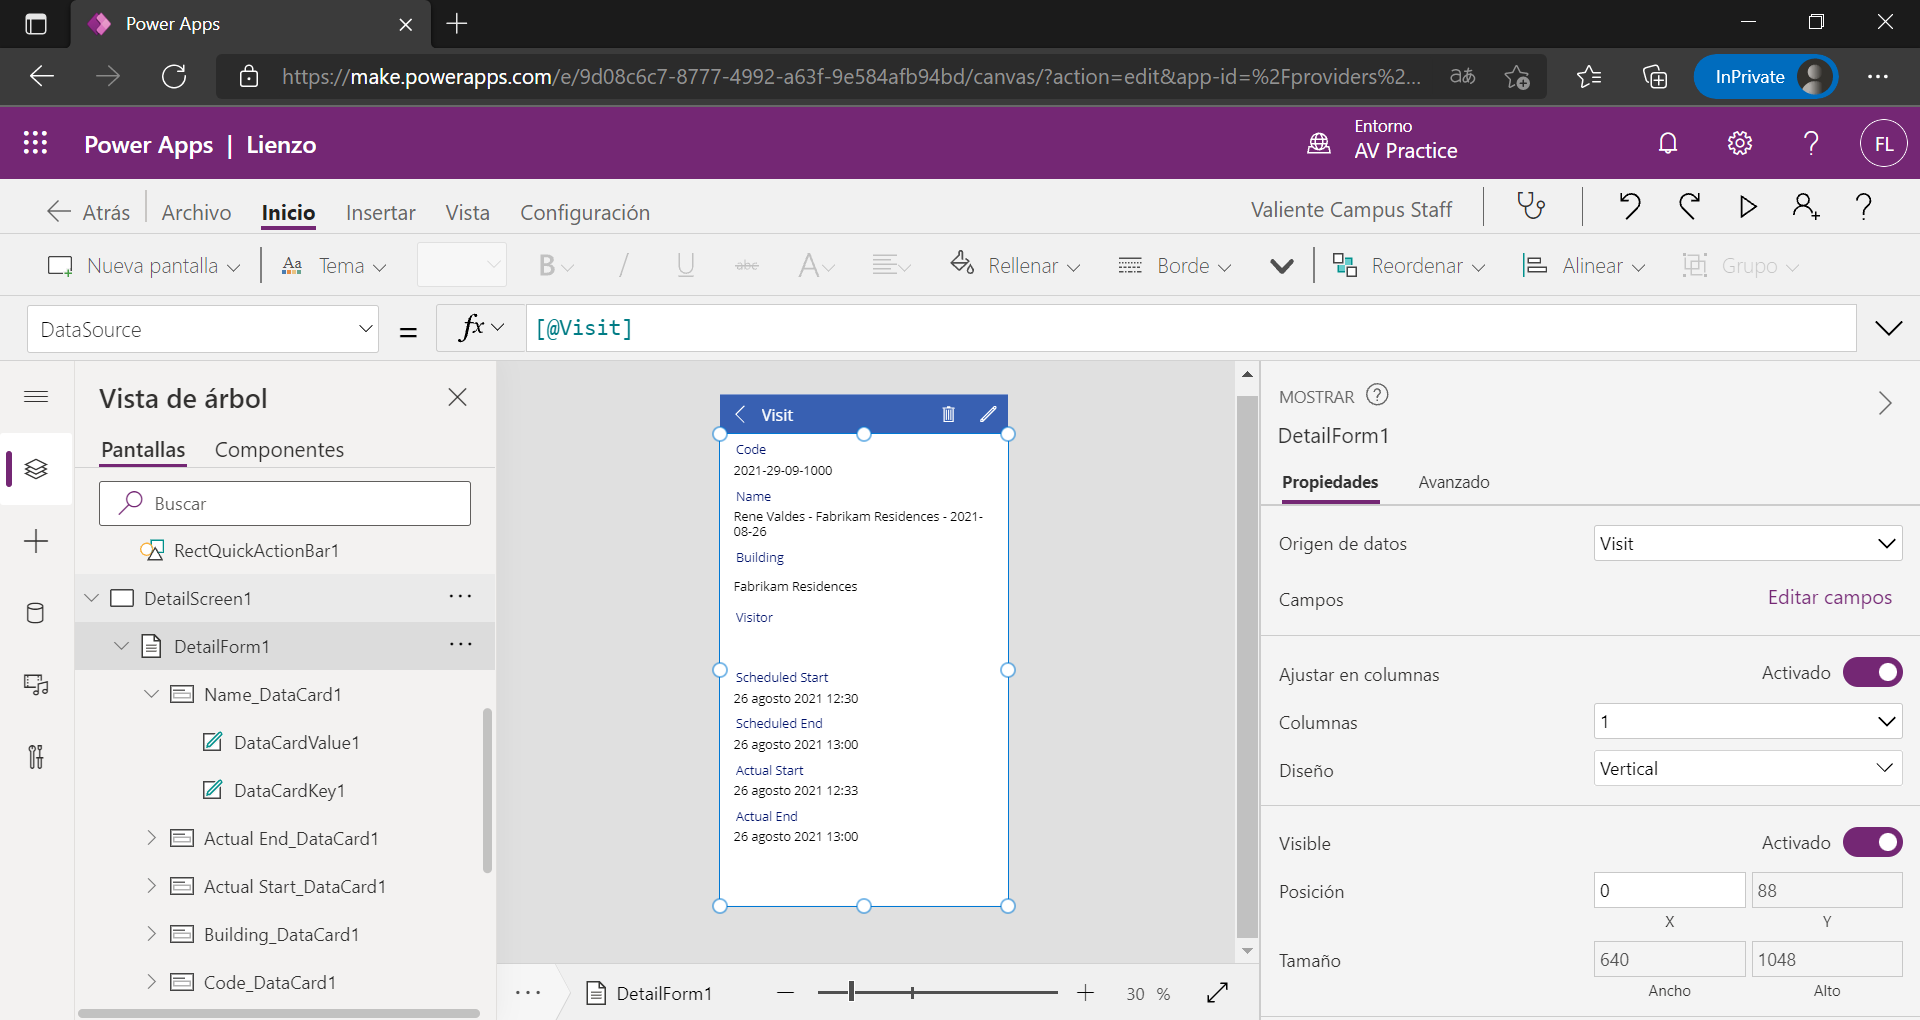 Power Apps
https://make.powerapps.com/e/9d08c6c7-8777-4992-a63f-9e584afb94bd/canvas/?action=edit&app-id=%2Fproviders%2...
aあ
InPrivate
Power Apps | Lienzo
Entorno
AV Practice
FL
Atrás
Archivo
Inicio
Insertar
Vista
Configuración
Valiente Campus Staff
Nueva pantalla
Aa
Tema
B
/
U
abc
A
Rellenar
Borde
Reordenar
Alinear
Grupo
DataSource
=
fx
[@Visit]
Vista de árbol
Pantallas
Componentes
Buscar
RectQuickActionBar1
DetailScreen1
DetailForm1
Name_DataCard1
DataCardValue1
DataCardKey1
Actual End_DataCard1
Actual Start_DataCard1
Building_DataCard1
Code_DataCard1
Visit
Code
2021-29-09-1000
Name
Rene Valdes - Fabrikam Residences - 2021-
08-26
Building
Fabrikam Residences
Visitor
Scheduled Start
26 agosto 2021 12:30
Scheduled End
26 agosto 2021 13:00
Actual Start
26 agosto 2021 12:33
Actual End
26 agosto 2021 13:00
DetailForm1
30 %
MOSTRAR
DetailForm1
Propiedades
Avanzado
Origen de datos
Visit
Campos
Editar campos
Ajustar en columnas
Activado
Columnas
1
Diseño
Vertical
Visible
Activado
Posición
0
88
X
Y
Tamaño
640
1048
Ancho
Alto